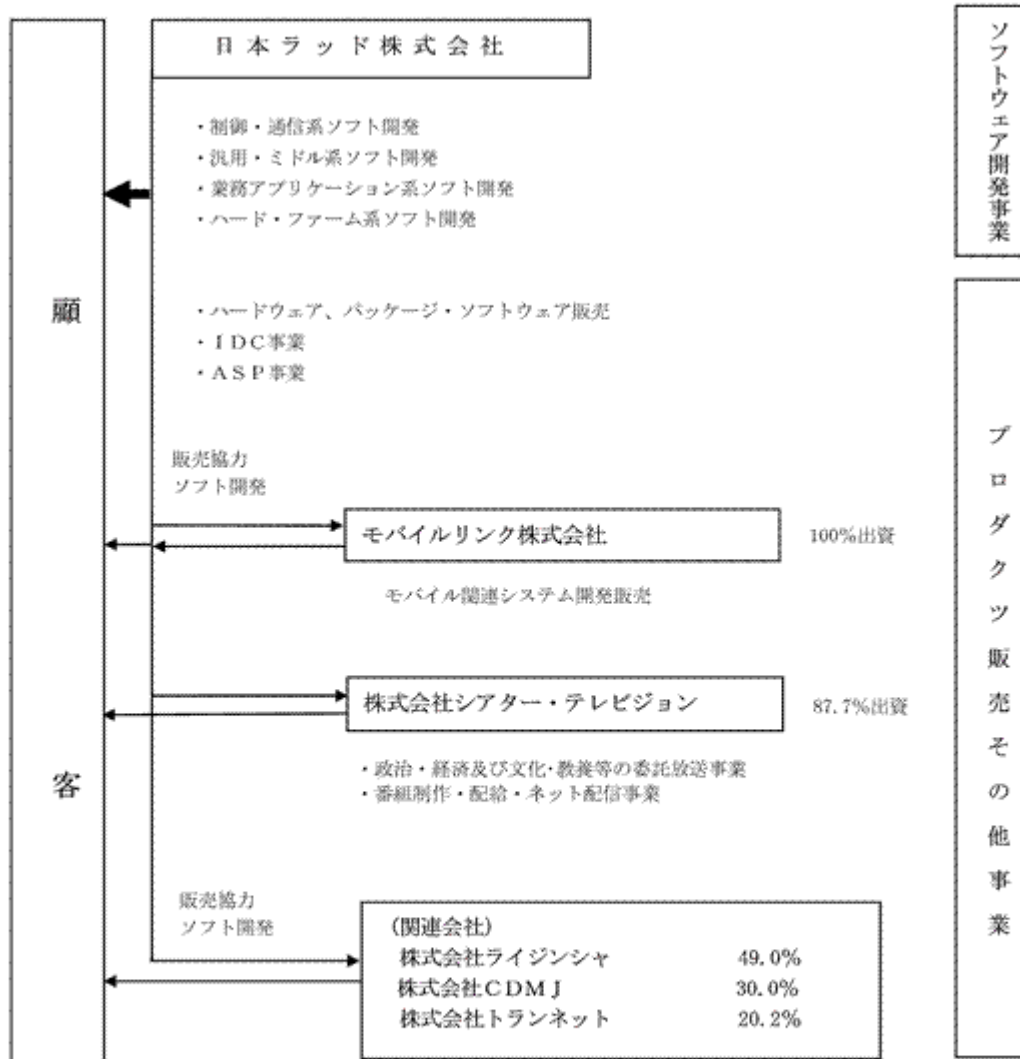 日本ラッド株式会社
・制御・通信系ソフト開発
・汎用・ミドル系ソフト開発
・業務アプリケーション系ソフト開発
・ハード・ファーム系ソフト開発
・ハードウェア、パッケージ・ソフトウェア販売
・IDC事業
・ASP事業
販売協力
ソフト開発
モバイルリンク株式会社
100%出資
モバイル関連システム開発販売
株式会社シアター・テレビジョン
87.7%出資
・政治・経済及び文化・教養等の委託放送事業
・番組制作・配給・ネット配信事業
販売協力
ソフト開発
(関連会社)
株式会社ライジンシャ 49.0%
株式会社CDMJ 30.0%
株式会社トランネット 20.2%
顧客
ソフトウェア開発事業
プロダクツ販売その他事業